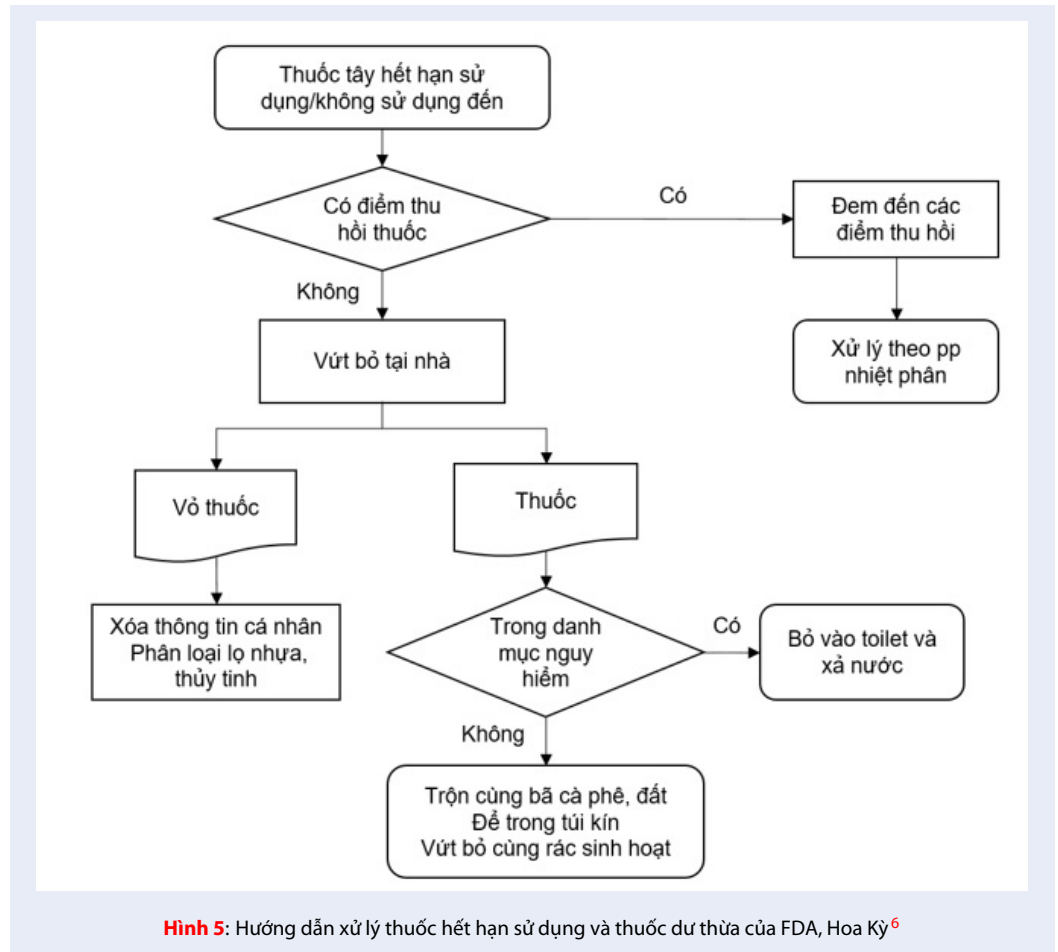 Thuốc tây hết hạn sử
dụng/không sử dụng đến
Có điểm thu
hồi thuốc
Có
Đem đến các
điểm thu hồi
Không
Xử lý theo pp
nhiệt phân
Vứt bỏ tại nhà
Vỏ thuốc
Thuốc
Xóa thông tin cá nhân
Phân loại lọ nhựa,
thủy tinh
Trong danh
mục nguy
hiểm
Có
Bỏ vào toilet và
xả nước
Không
Trộn cùng bã cà phê, đất
Để trong túi kín
Vứt bỏ cùng rác sinh hoạt
Hình 5: Hướng dẫn xử lý thuốc hết hạn sử dụng và thuốc dư thừa của FDA, Hoa Kỳ 6